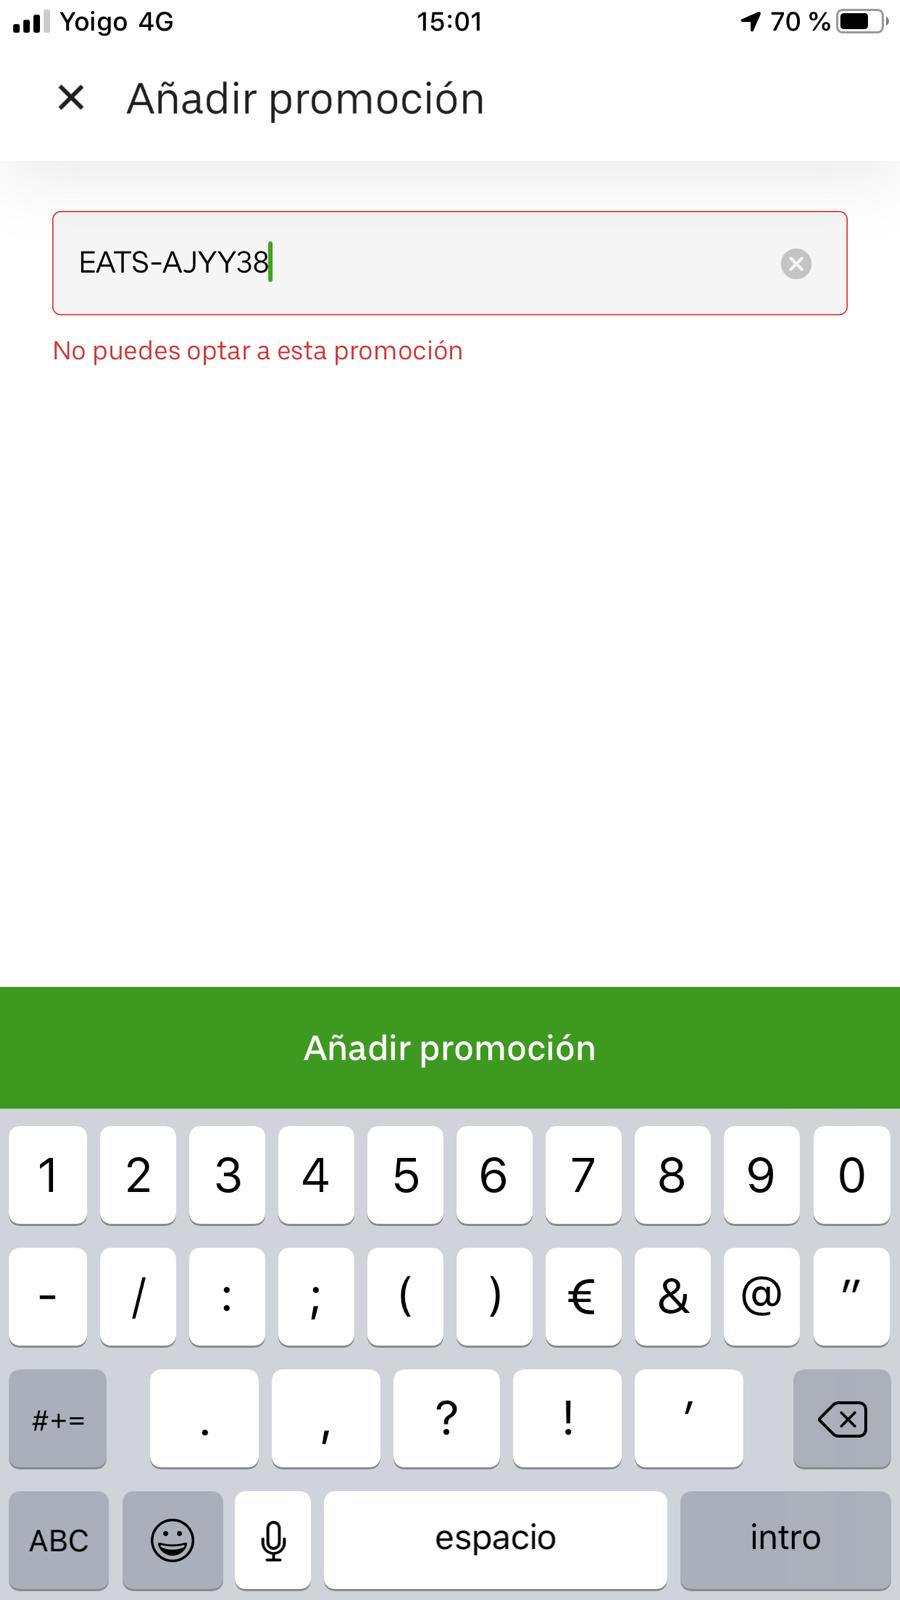 Yoigo 4G 15:01 70 %
Añadir promoción
EATS-AJYY38
No puedes optar a esta promoción
Añadir promoción
1 2 3 4 5 6 7 8 9 0
- / : ; ( ) € & @ "
#+= . , ? ! '
ABC espacio intro